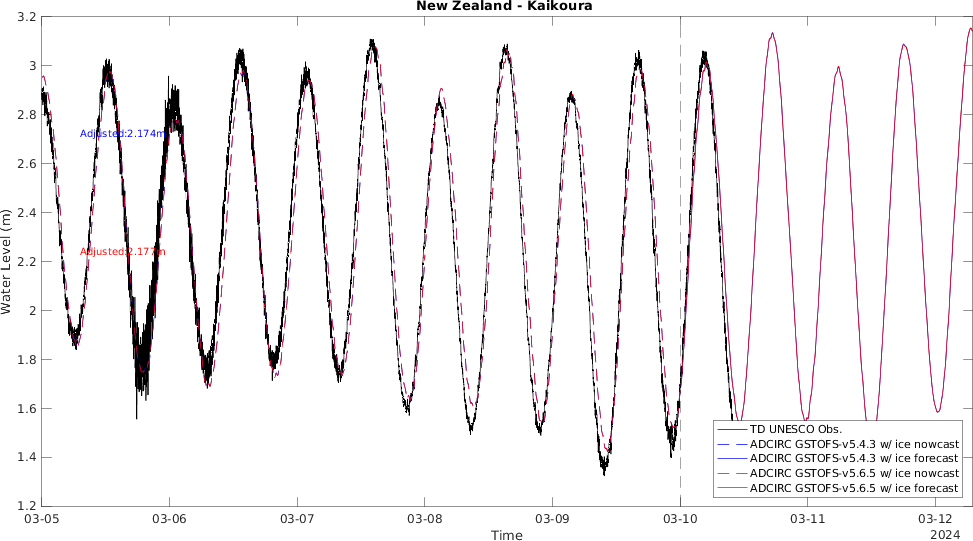 New Zealand - Kaikoura
3.2
3
2.8
2.6
2.4
2.2
2
1.8
1.6
1.4
1.2
Water Level (m)
Adjusted:2.174m
Adjusted:2.177m
TD UNESCO Obs.
ADCIRC GSTOFS-v5.4.3 w/ ice nowcast
ADCIRC GSTOFS-v5.4.3 w/ ice forecast
ADCIRC GSTOFS-v5.6.5 w/ ice nowcast
ADCIRC GSTOFS-v5.6.5 w/ ice forecast
03-05 03-06 03-07 03-08 03-09 03-10 03-11 03-12
Time
2024